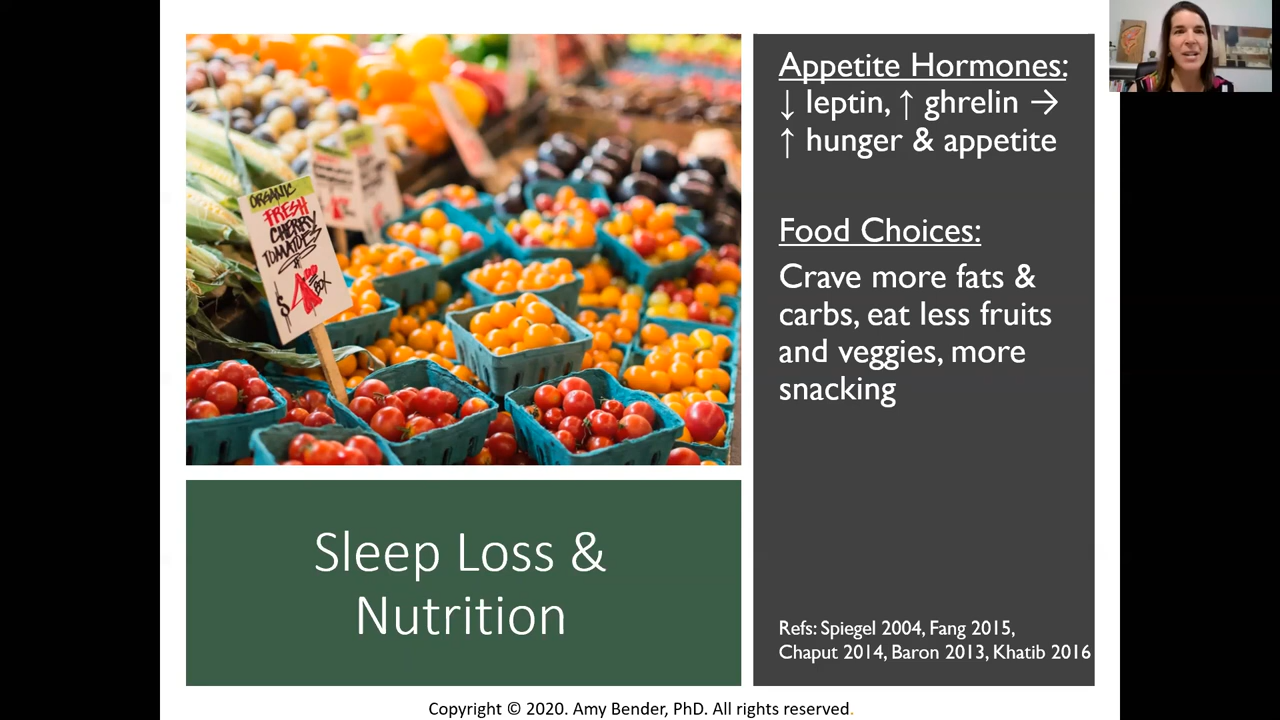 ORGANIC
FRESH
CHERRY
TOMATOES
$4.00
BOX
Appetite Hormones:
↓ leptin, ↑ ghrelin →
↑ hunger & appetite
Food Choices:
Crave more fats &
carbs, eat less fruits
and veggies, more
snacking
Sleep Loss &
Nutrition
Refs: Spiegel 2004, Fang 2015,
Chaput 2014, Baron 2013, Khatib 2016
Copyright © 2020. Amy Bender, PhD. All rights reserved.